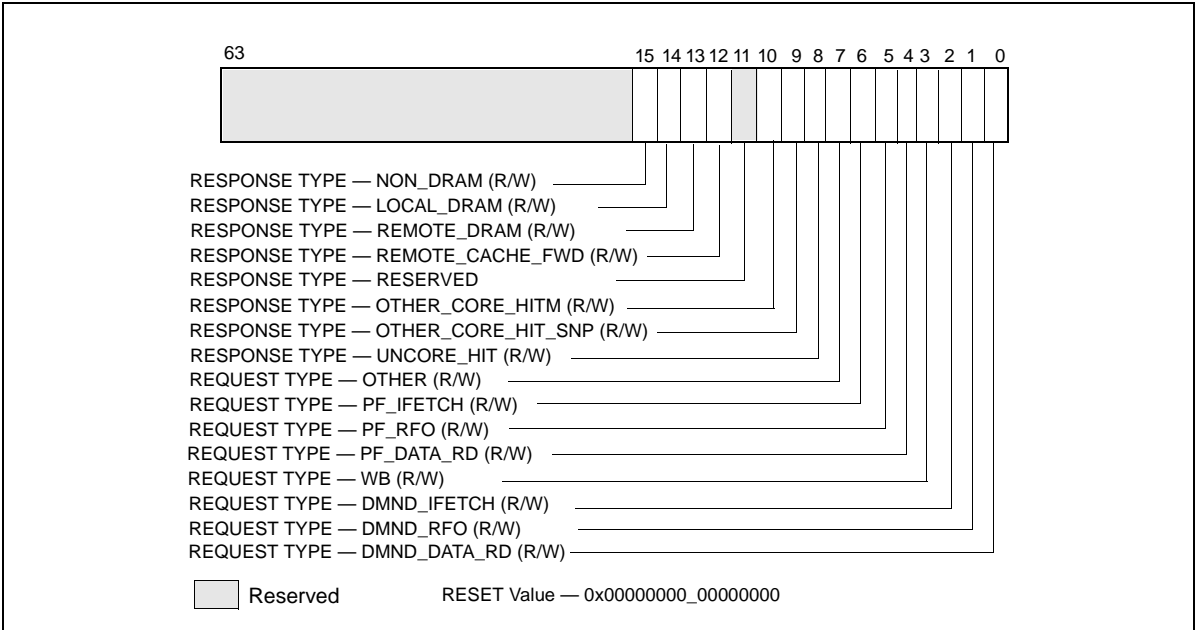 63 15 14 13 12 11 10 9 8 7 6 5 4 3 2 1 0
RESPONSE TYPE — NON_DRAM (R/W)
RESPONSE TYPE — LOCAL_DRAM (R/W)
RESPONSE TYPE — REMOTE_DRAM (R/W)
RESPONSE TYPE — REMOTE_CACHE_FWD (R/W)
RESPONSE TYPE — RESERVED
RESPONSE TYPE — OTHER_CORE_HITM (R/W)
RESPONSE TYPE — OTHER_CORE_HIT_SNP (R/W)
RESPONSE TYPE — UNCORE_HIT (R/W)
REQUEST TYPE — OTHER (R/W)
REQUEST TYPE — PF_IFETCH (R/W)
REQUEST TYPE — PF_RFO (R/W)
REQUEST TYPE — PF_DATA_RD (R/W)
REQUEST TYPE — WB (R/W)
REQUEST TYPE — DMND_IFETCH (R/W)
REQUEST TYPE — DMND_RFO (R/W)
REQUEST TYPE — DMND_DATA_RD (R/W)
Reserved RESET Value — 0x00000000_00000000